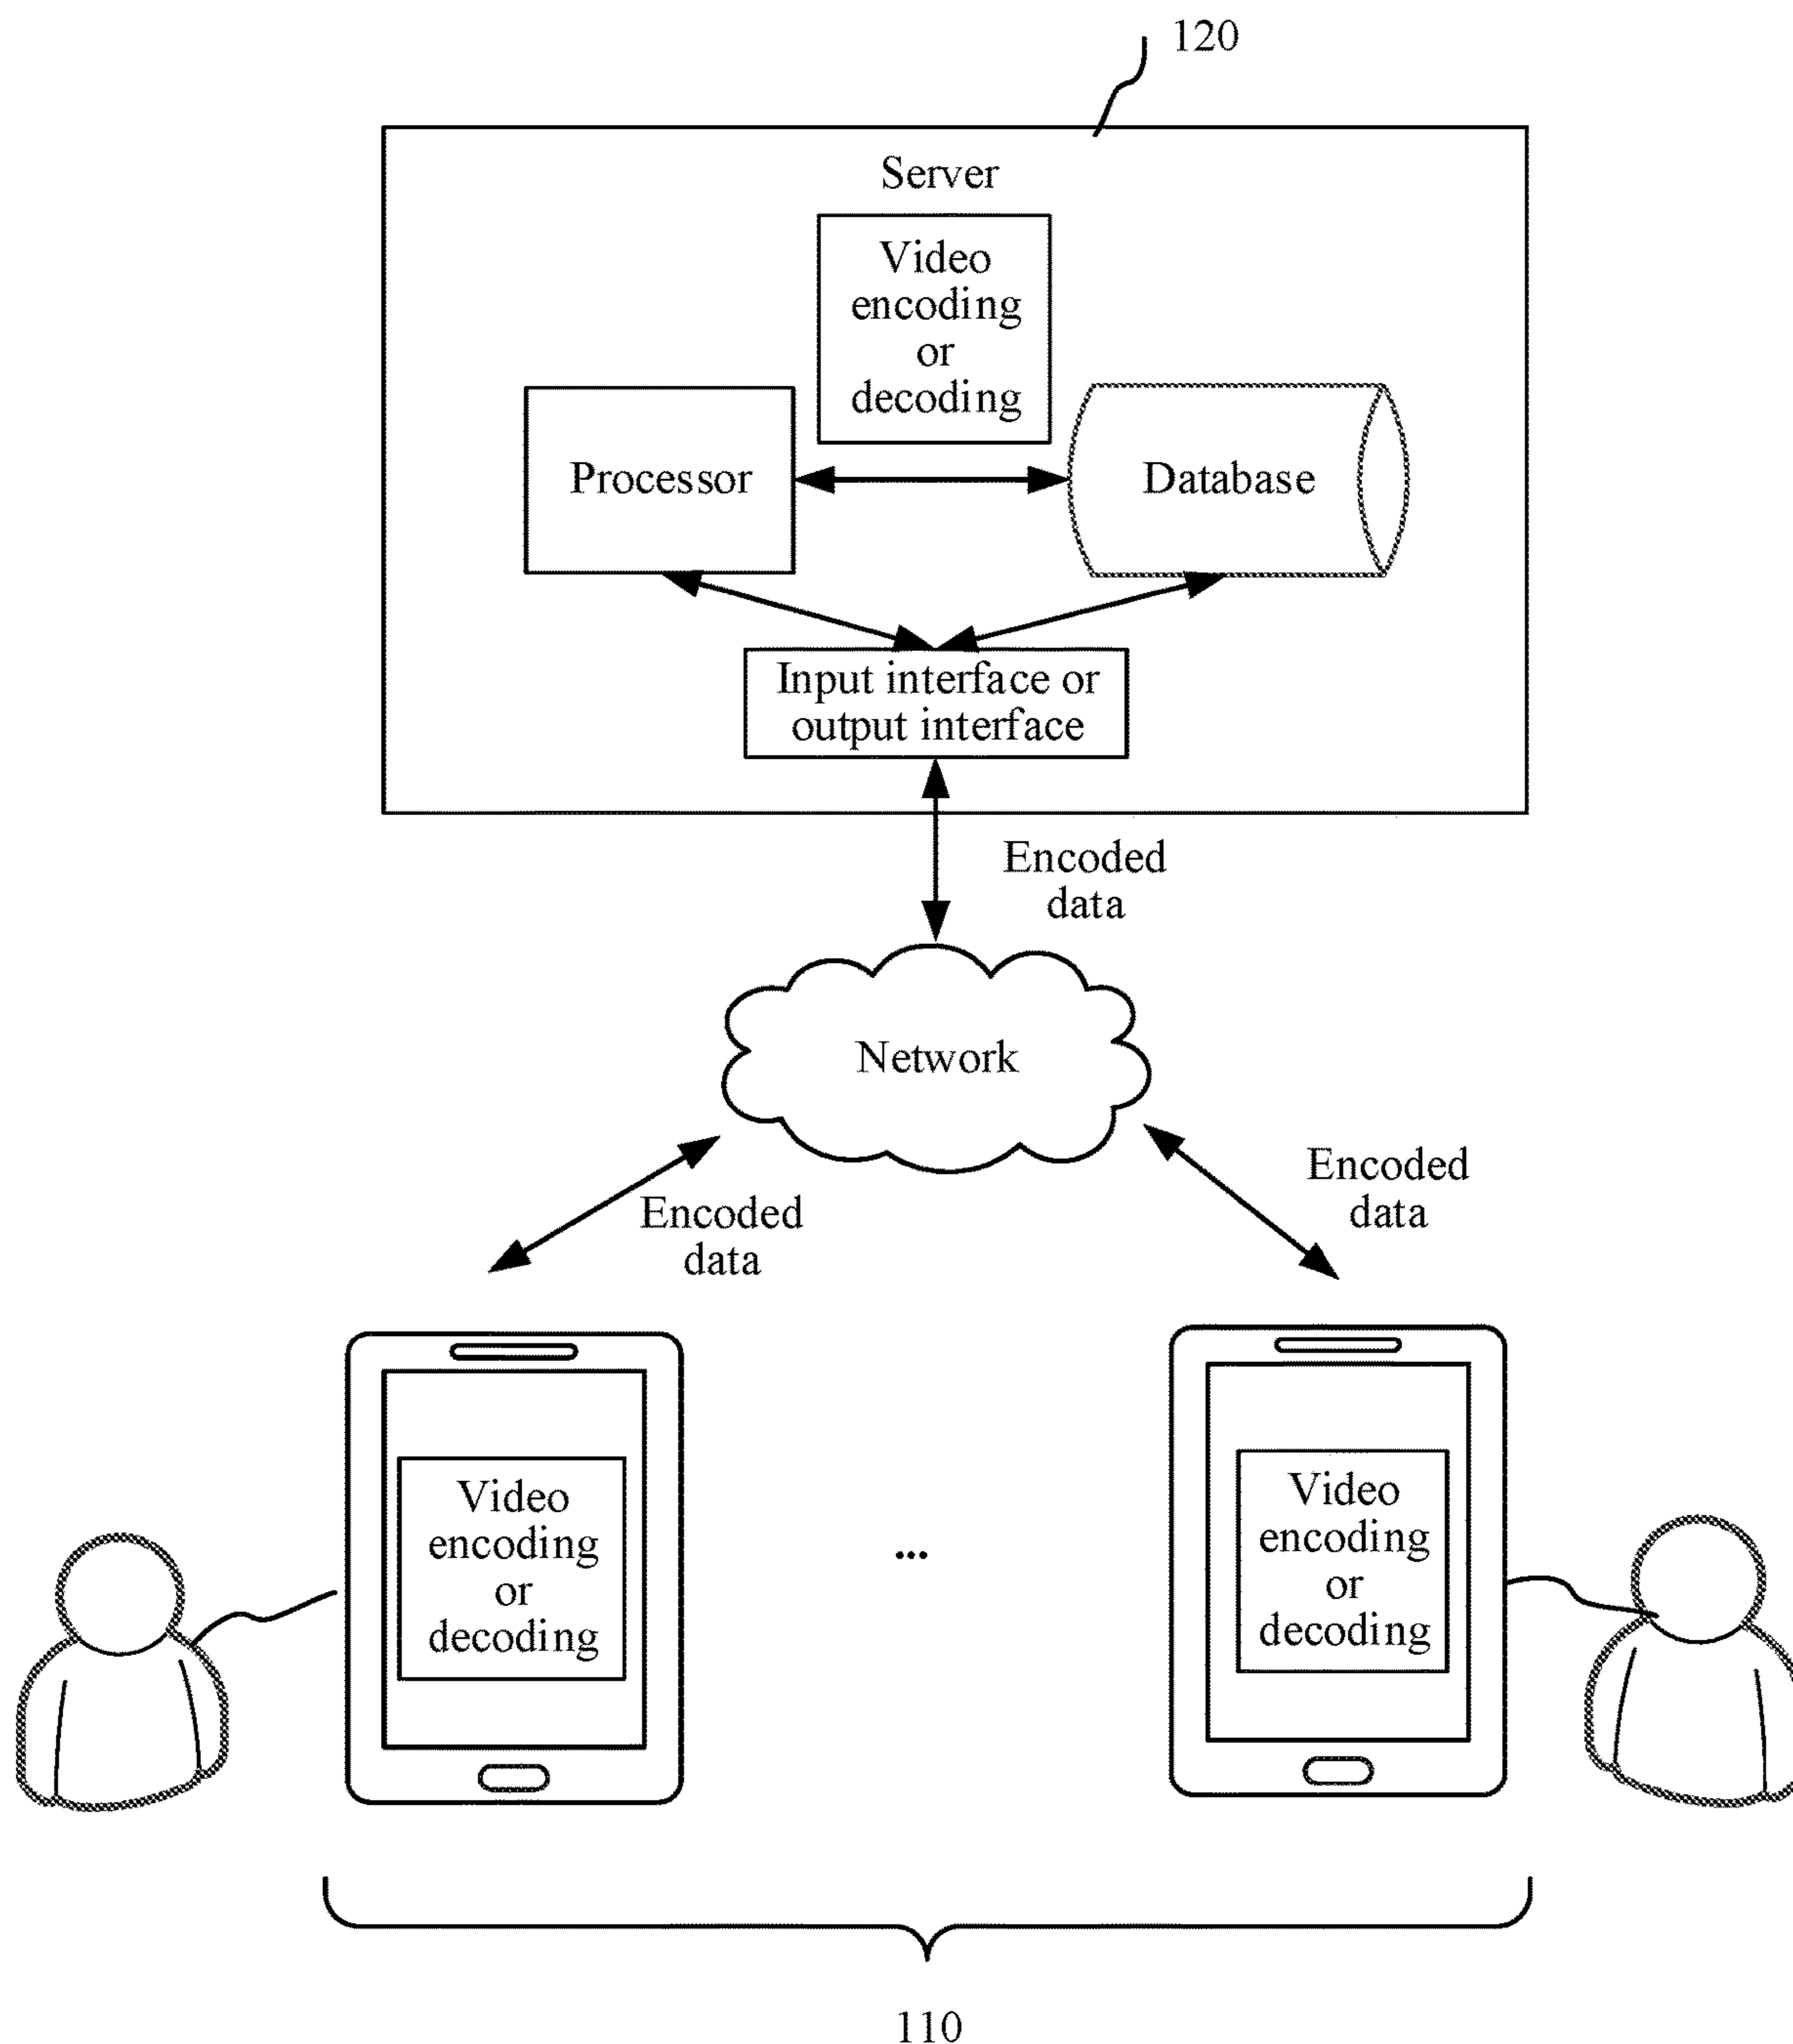 120
Server
Video
encoding
or
decoding
Processor
Database
Input interface or
output interface
Encoded
data
Network
Encoded
data
Encoded
data
Video
encoding
or
decoding
...
Video
encoding
or
decoding
110